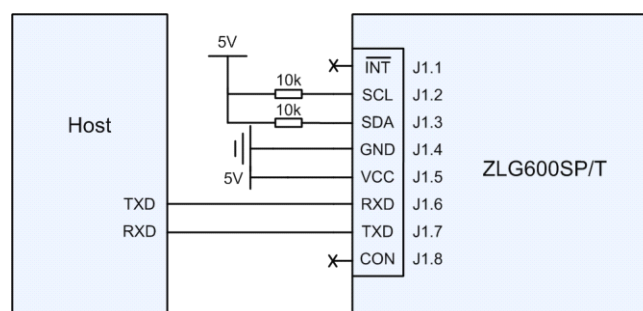 5V
10k
10k
Host
5V
TXD
RXD
INT J1.1
SCL J1.2
SDA J1.3
GND J1.4
VCC J1.5
RXD J1.6
TXD J1.7
CON J1.8
ZLG600SP/T